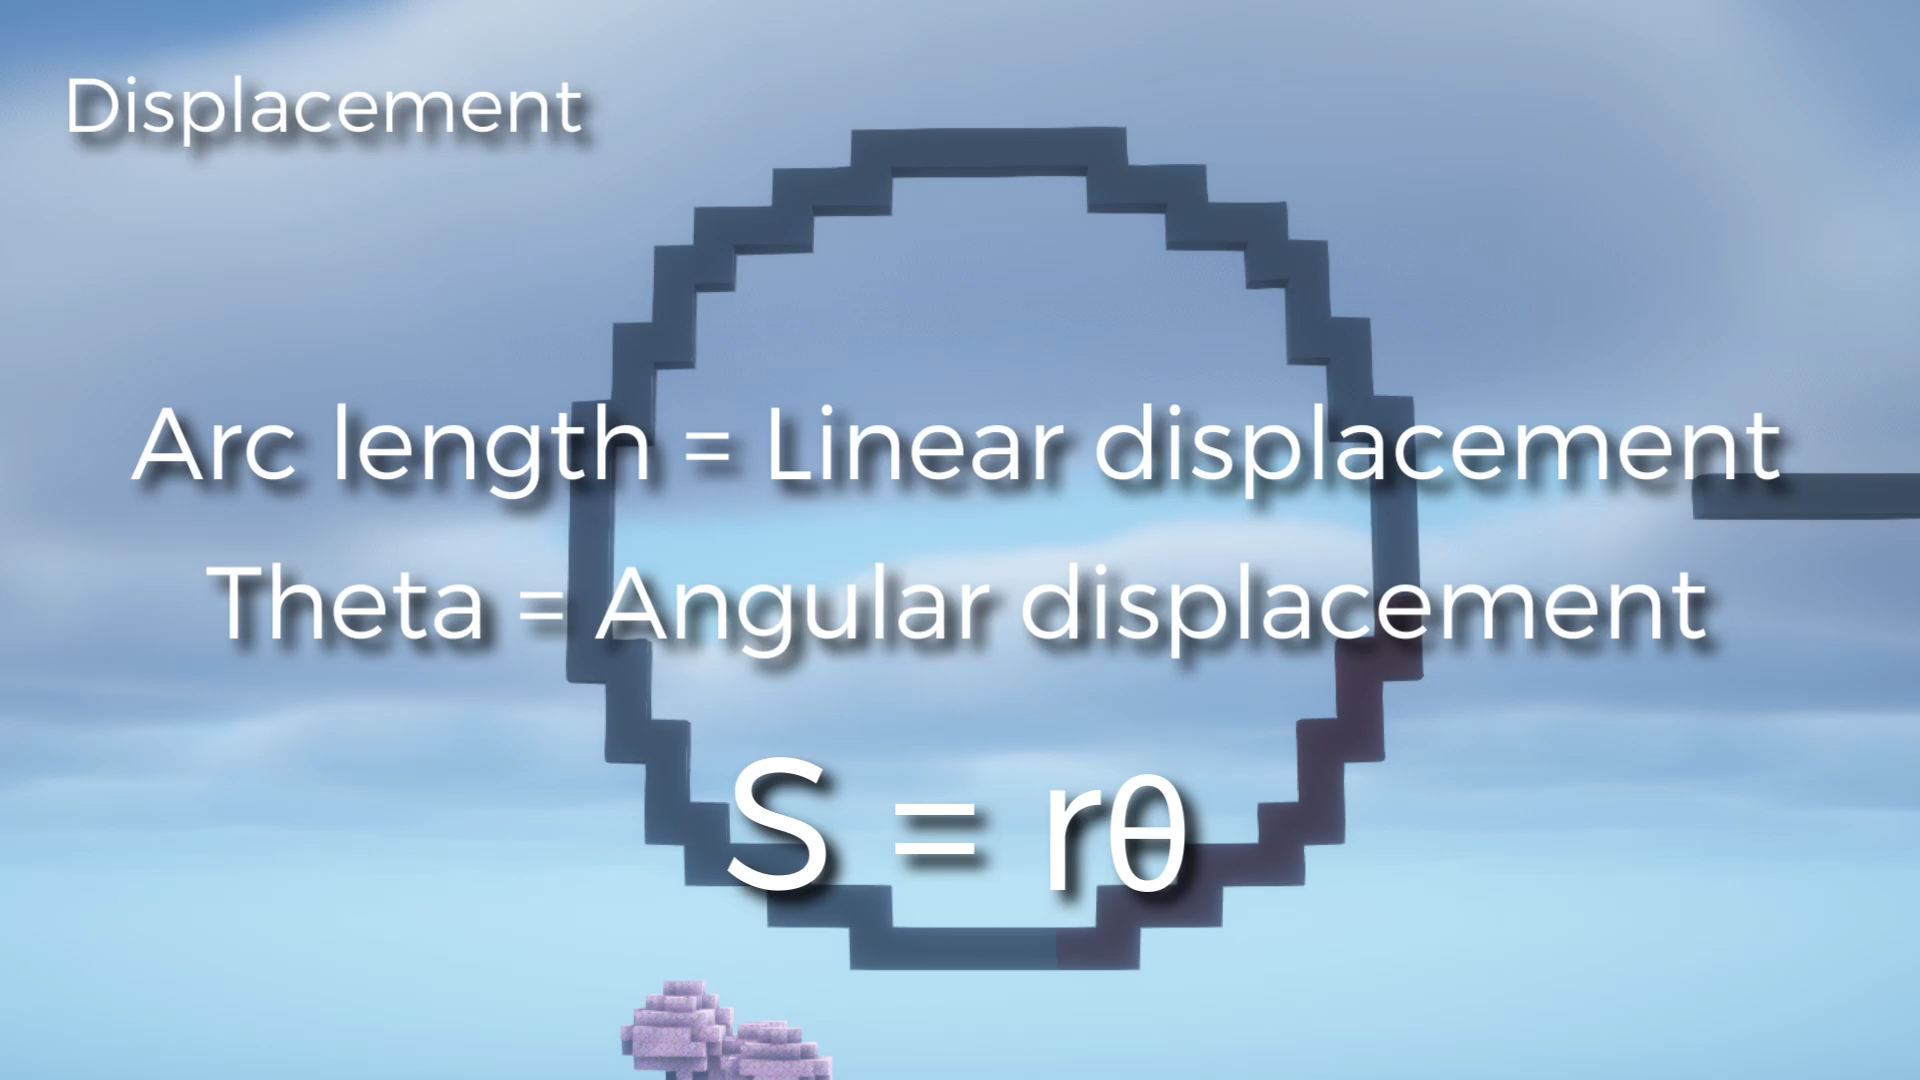 Displacement
Arc length = Linear displacement
Theta = Angular displacement
S = rθ